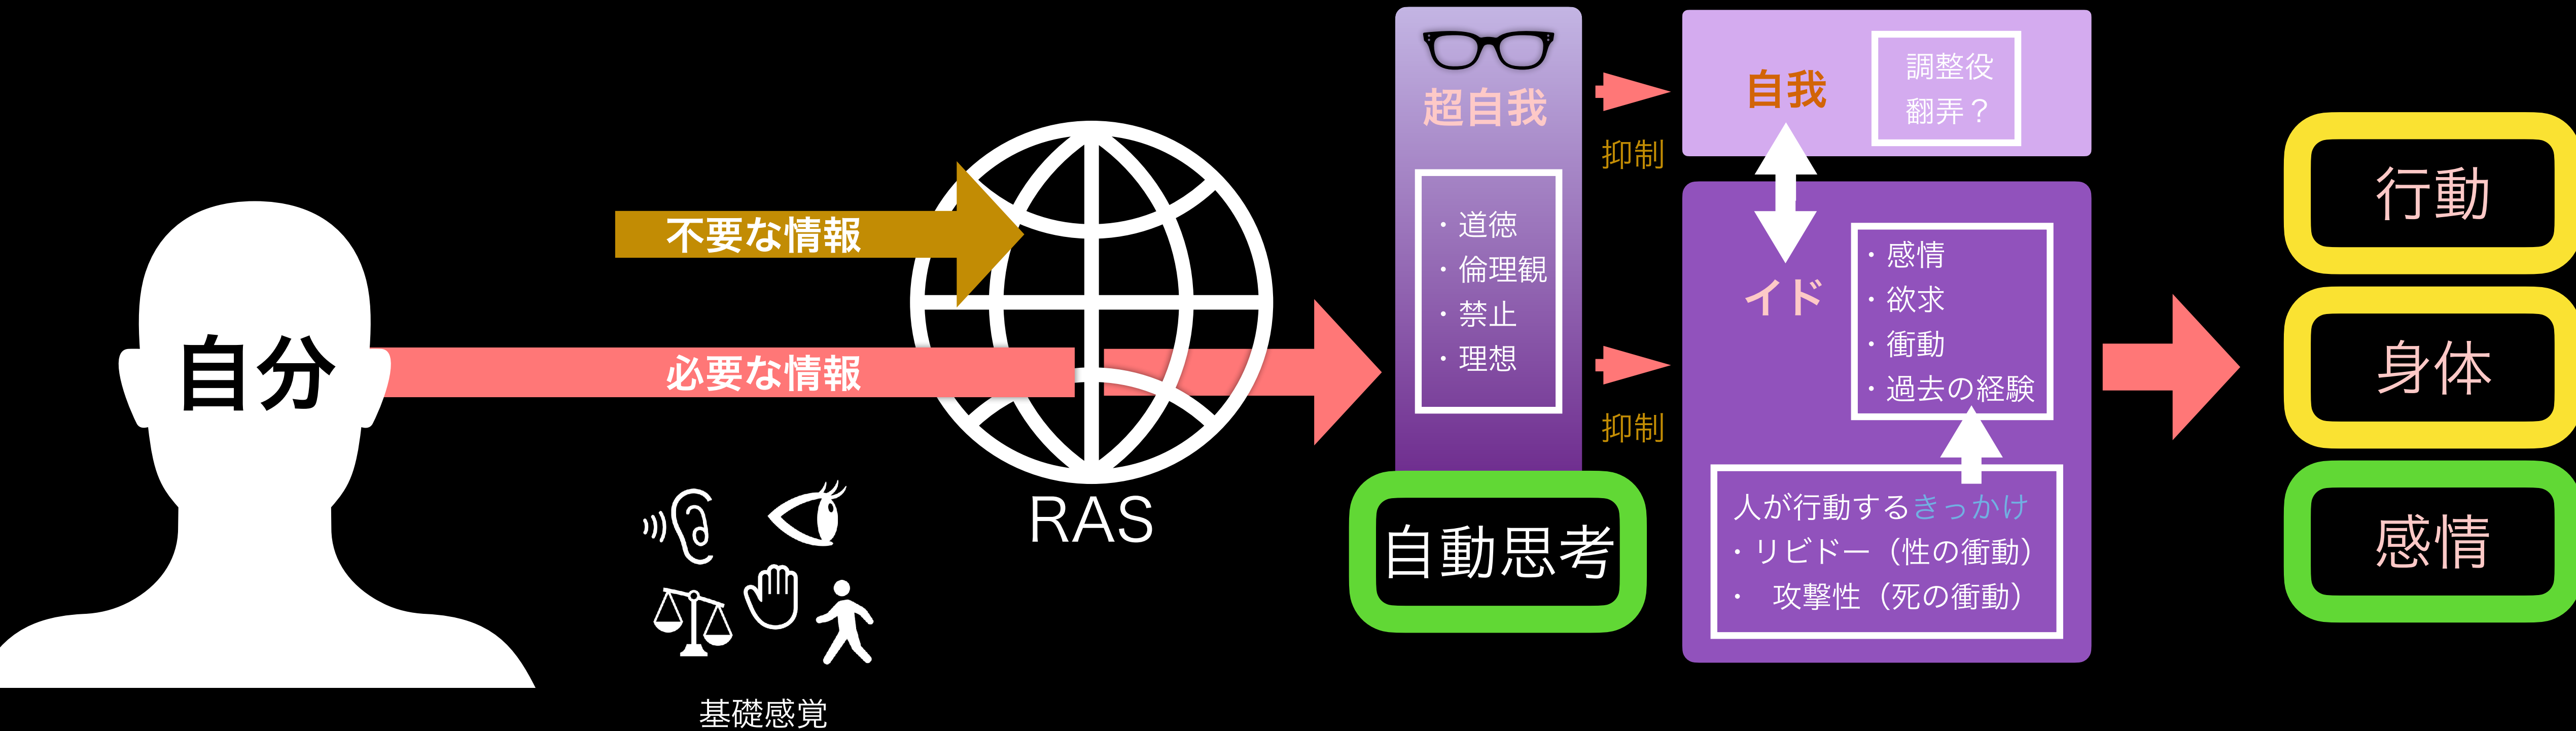 自分
不要な情報
必要な情報
基礎感覚
RAS
超自我
・道徳
・倫理観
・禁止
・理想
自動思考
抑制
抑制
自我
調整役
翻弄？
イド
・感情
・欲求
・衝動
・過去の経験
人が行動するきっかけ
・リビドー（性の衝動）
・ 攻撃性（死の衝動）
行動
身体
感情